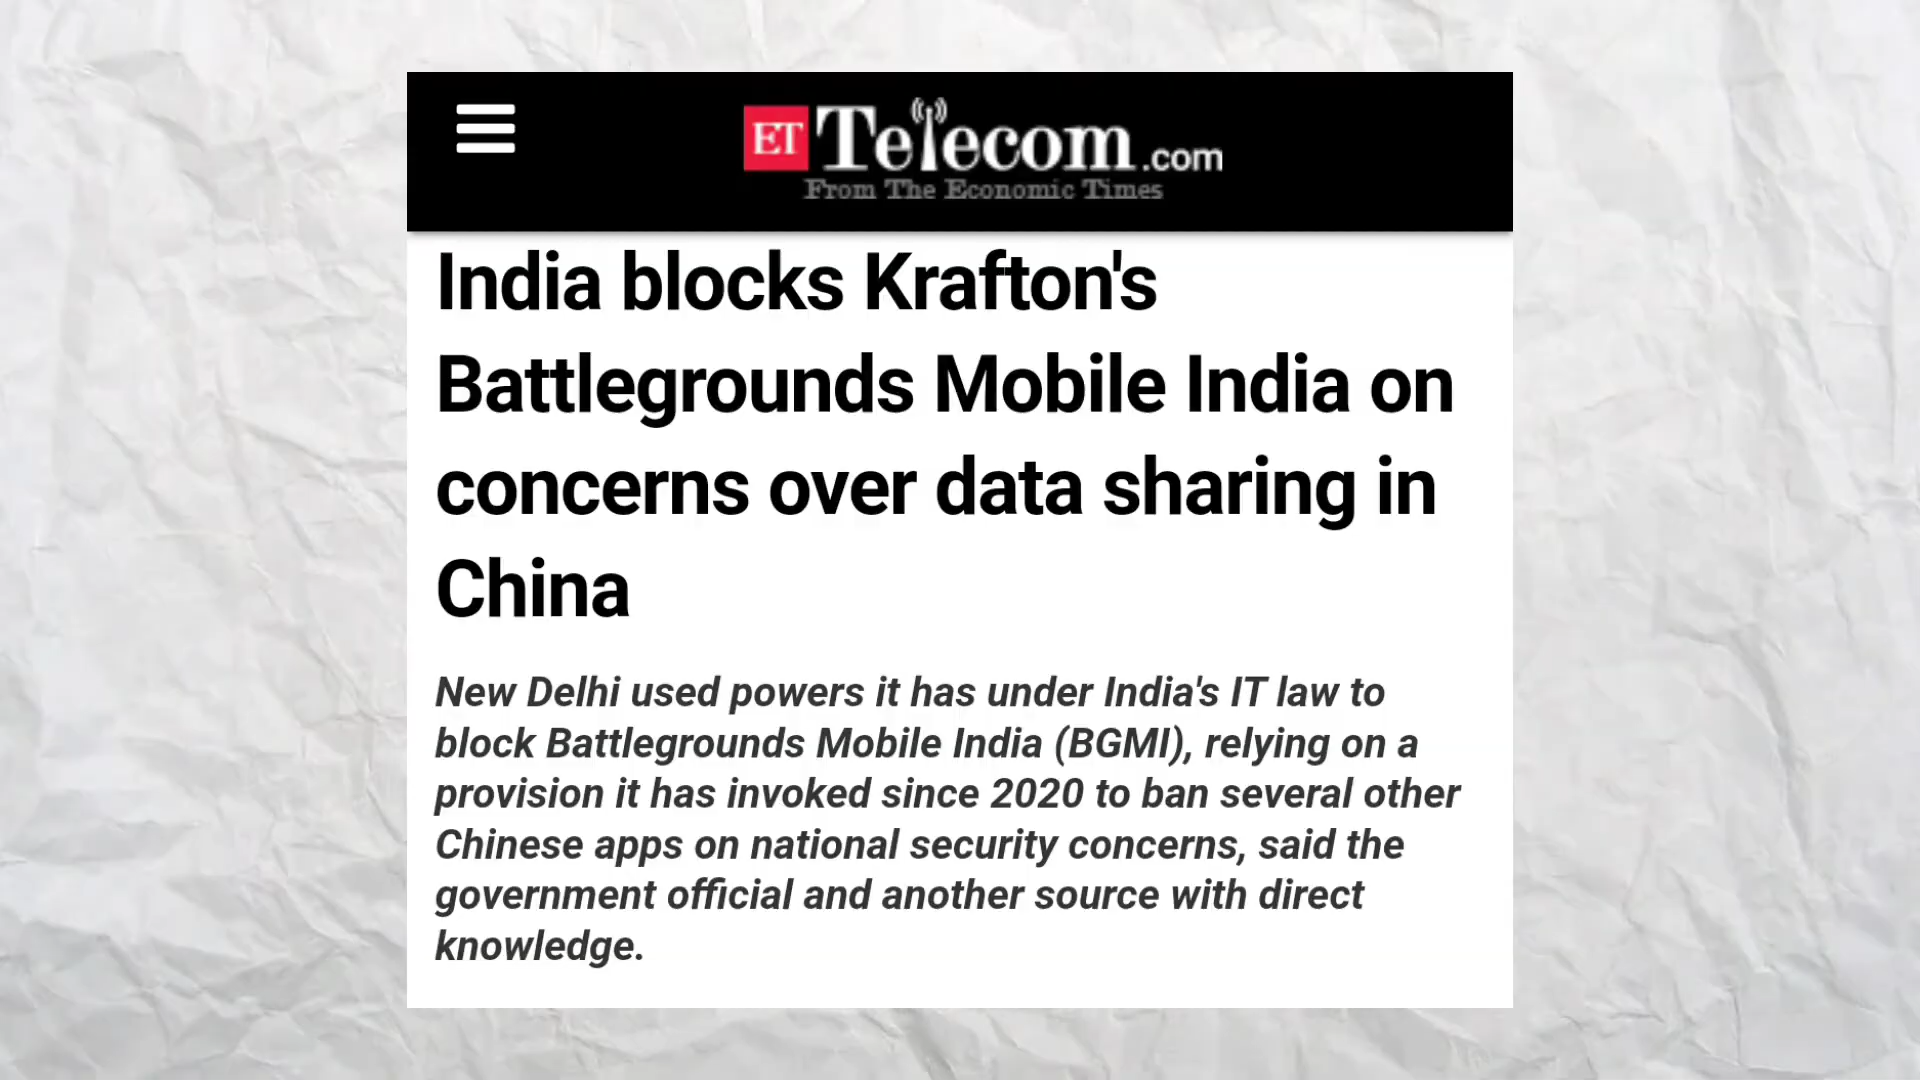 ET Telecom.com
From The Economic Times
India blocks Krafton's
Battlegrounds Mobile India on
concerns over data sharing in
China
New Delhi used powers it has under India's IT law to
block Battlegrounds Mobile India (BGMI), relying on a
provision it has invoked since 2020 to ban several other
Chinese apps on national security concerns, said the
government official and another source with direct
knowledge.